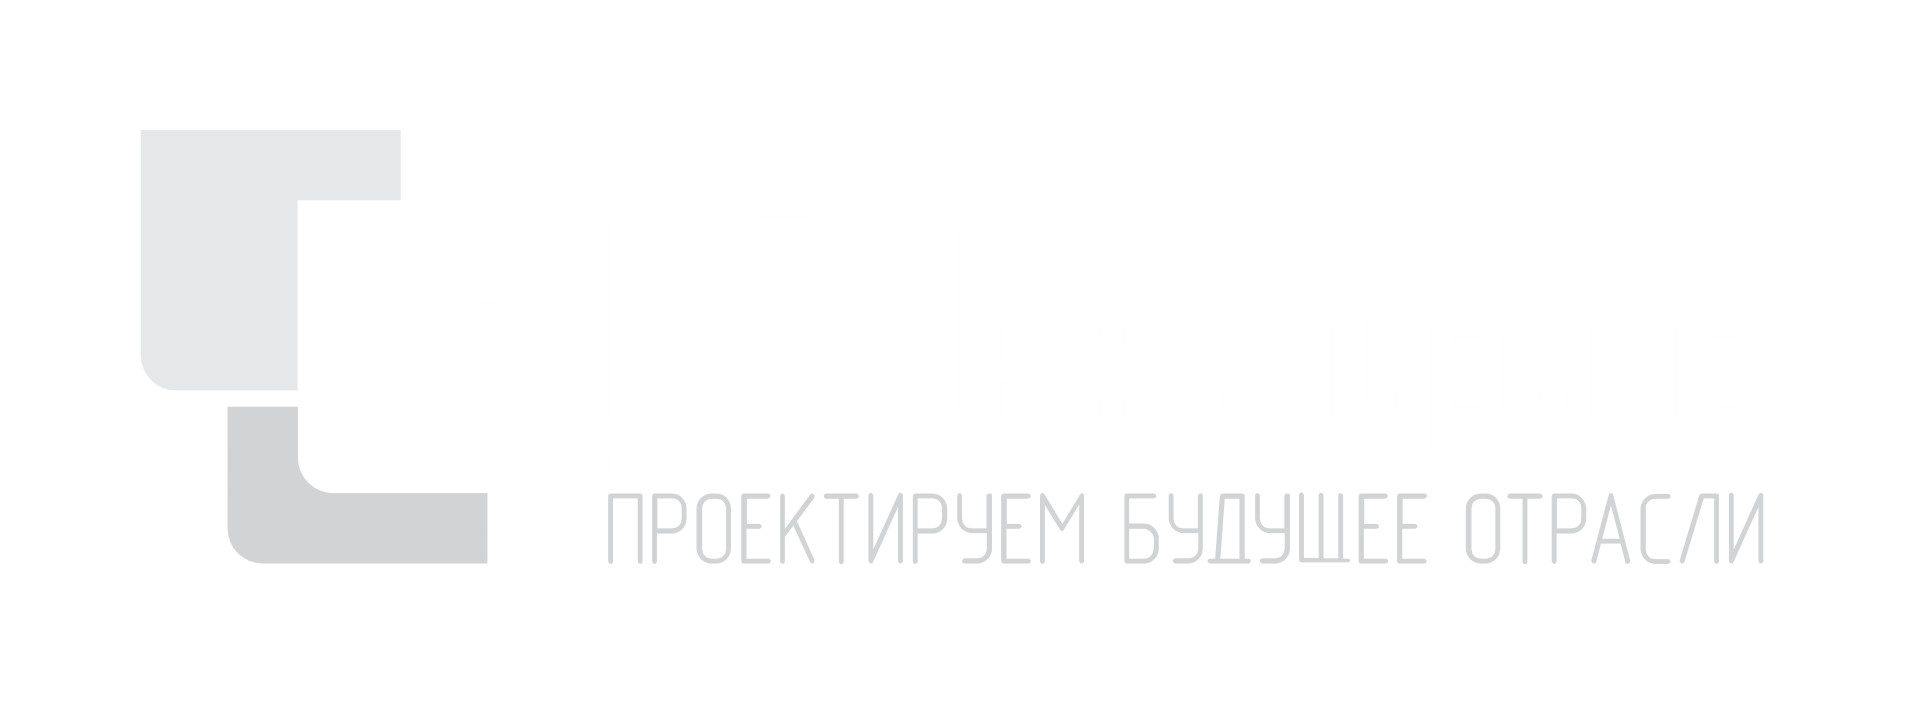 ПРОЕКТИРУЕМ БУДУЩЕЕ ОТРАСЛИ